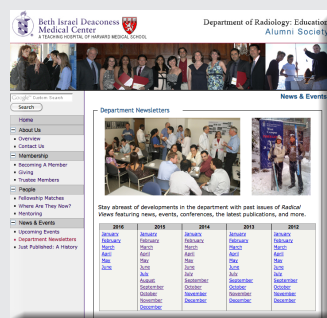 Beth Israel Deaconess
Medical Center
A TEACHING HOSPITAL OF HARVARD MEDICAL SCHOOL
Department of Radiology: Education
Alumni Society
Google Custom Search
Search
News & Events
Home
About Us
Overview
Contact Us
Membership
Becoming A Member
Giving
Trustee Members
People
Fellowship Matches
Where Are They Now?
Mentoring
News & Events
Upcoming Events
Department Newsletters
Just Published: A History
Department Newsletters
Stay abreast of developments in the department with past issues of Radical
Views featuring news, events, conferences, the latest publications, and more.
2016 2015 2014 2013 2012
January January January January January
February February February February February
March March March March March
April April April April April
May May May May May
June June June June June
July July July July
August September September September
September October October October
October November November November
November December December December
December